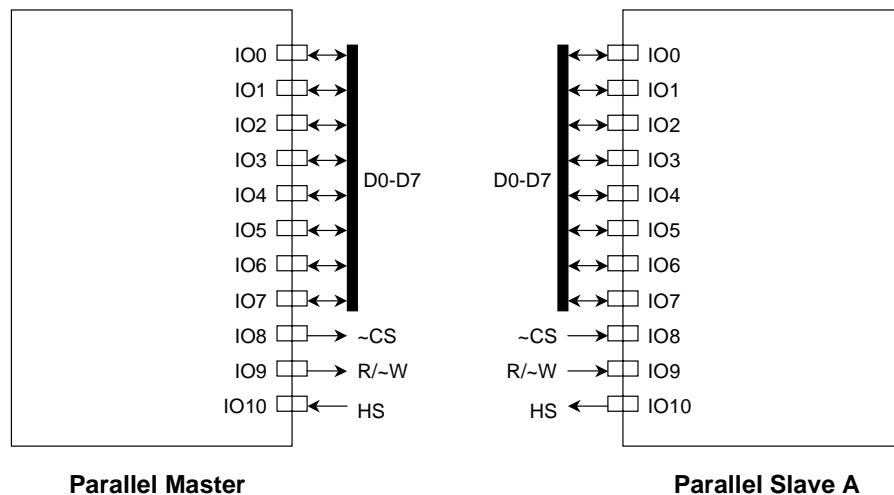 IO0
IO1
IO2
IO3
IO4
IO5
IO6
IO7
IO8
IO9
IO10
D0-D7
~CS
R/~W
HS
Parallel Master
D0-D7
~CS
R/~W
HS
IO0
IO1
IO2
IO3
IO4
IO5
IO6
IO7
IO8
IO9
IO10
Parallel Slave A